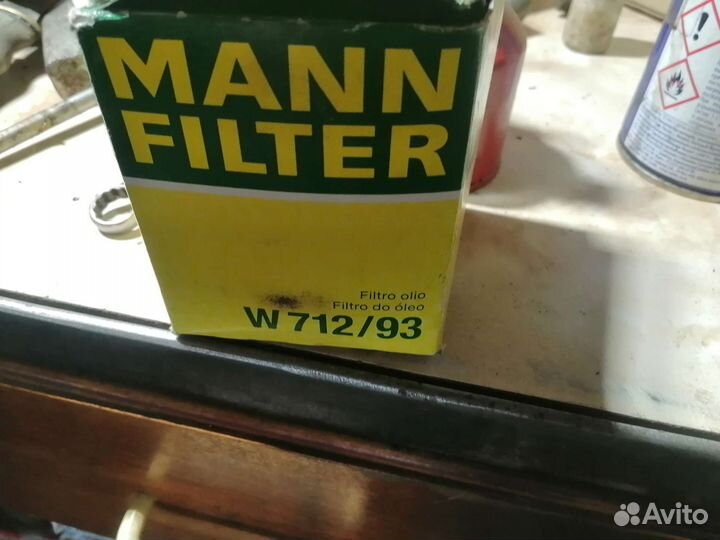 MANN
FILTER
Filtro olio
Filtro do óleo
W 712/93
Avito